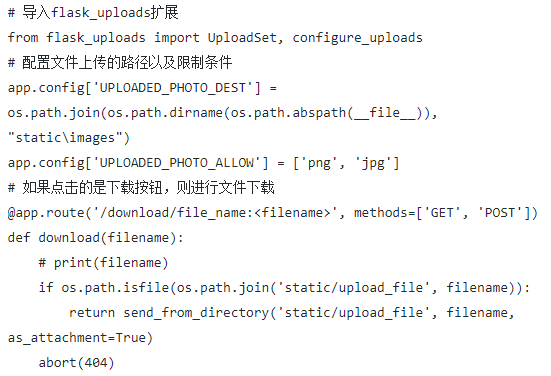 # 导入flask_uploads扩展
from flask_uploads import UploadSet, configure_uploads
# 配置文件上传的路径以及限制条件
app.config['UPLOADED_PHOTO_DEST'] =
os.path.join(os.path.dirname(os.path.abspath(__file__)),
"static\images")
app.config['UPLOADED_PHOTO_ALLOW'] = ['png', 'jpg']
# 如果点击的是下载按钮，则进行文件下载
@app.route('/download/file_name:<filename>', methods=['GET', 'POST'])
def download(filename):
    # print(filename)
    if os.path.isfile(os.path.join('static/upload_file', filename)):
        return send_from_directory('static/upload_file', filename,
as_attachment=True)
    abort(404)